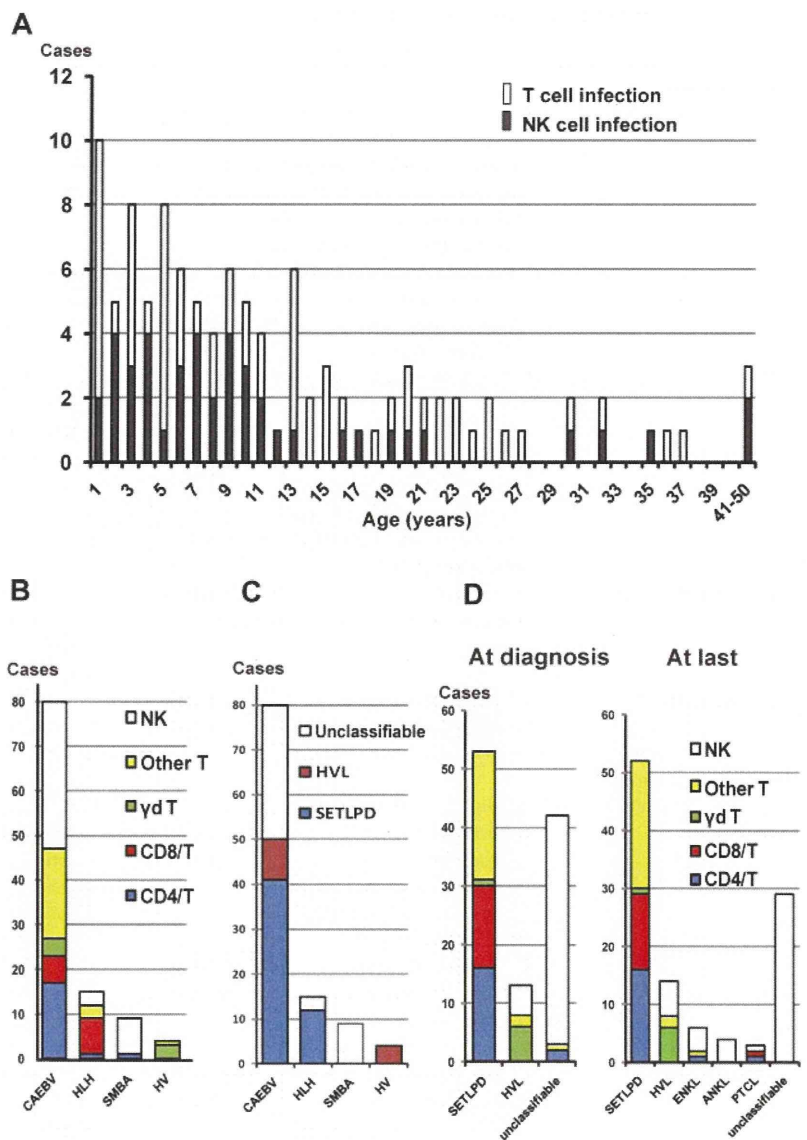 A
Cases
12
10
8
6
4
2
0
T cell infection
NK cell infection
1
3
5
7
9
11
13
15
17
19
21
23
25
27
29
31
33
35
37
39
41-50
Age (years)
B
Cases
80
70
60
50
40
30
20
10
0
NK
Other T
γd T
CD8/T
CD4/T
CAEBV
HLH
SMBA
HV
C
Cases
80
70
60
50
40
30
20
10
0
Unclassifiable
HVL
SETLPD
CAEBV
HLH
SMBA
HV
D
At diagnosis
At last
Cases
60
50
40
30
20
10
0
SETLPD
HVL
unclassifiable
60
50
40
30
20
10
0
NK
Other T
γd T
CD8/T
CD4/T
SETLPD
HVL
ENKL
ANKL
PTCL
unclassifiable